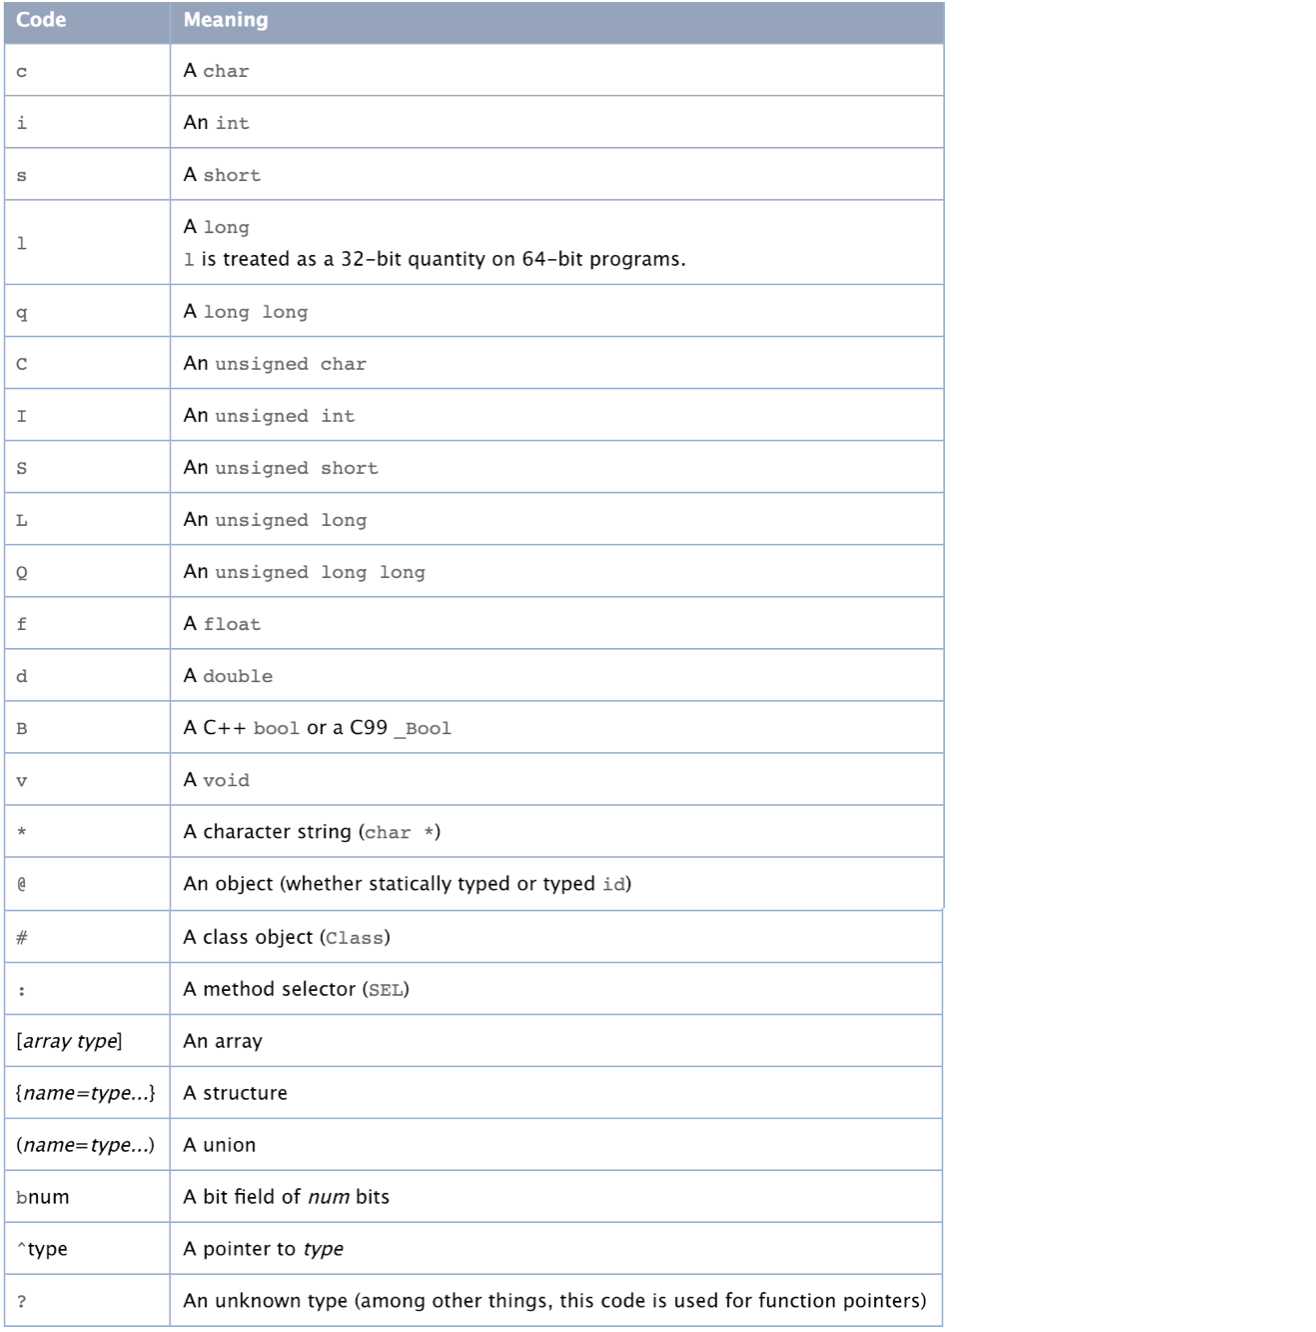 Code Meaning
c A char
i An int
s A short
l A long
l is treated as a 32-bit quantity on 64-bit programs.
q A long long
C An unsigned char
I An unsigned int
S An unsigned short
L An unsigned long
Q An unsigned long long
f A float
d A double
B A C++ bool or a C99 _Bool
v A void
* A character string (char *)
@ An object (whether statically typed or typed id)
# A class object (Class)
: A method selector (SEL)
[array type] An array
{name=type...} A structure
(name=type...) A union
bnum A bit field of num bits
^type A pointer to type
? An unknown type (among other things, this code is used for function pointers)